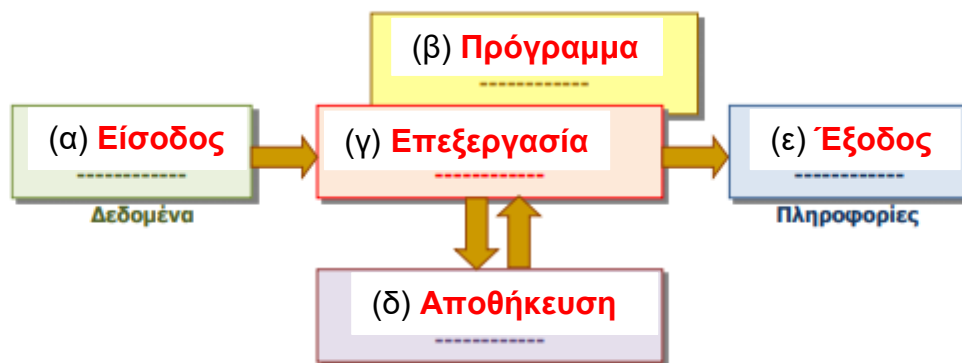 (β) Πρόγραμμα
-------------
(α) Είσοδος
------------
Δεδομένα
(γ) Επεξεργασία
------------
(ε) Έξοδος
------------
Πληροφορίες
(δ) Αποθήκευση
-------------